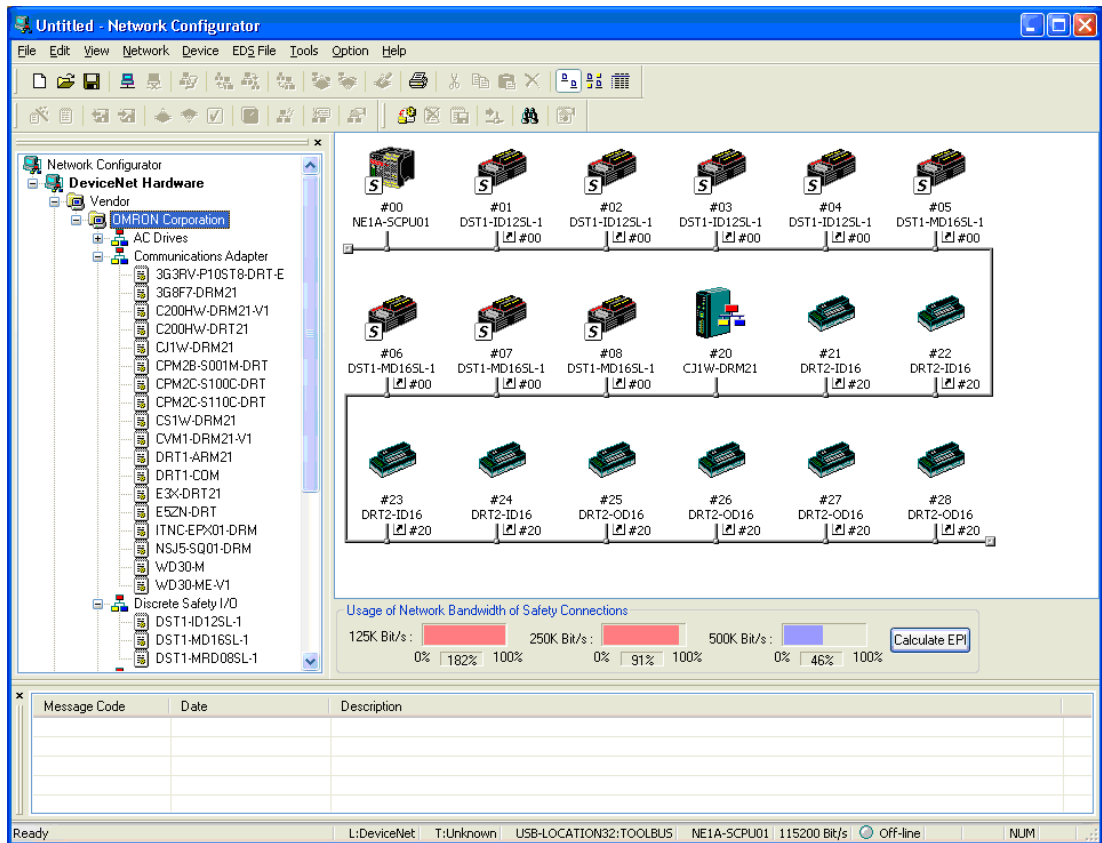 Untitled - Network Configurator
File Edit View Network Device EDS File Tools Option Help
Network Configurator
DeviceNet Hardware
Vendor
OMRON Corporation
AC Drives
Communications Adapter
3G3RV-P10ST8-DRT-E
3G8F7-DRM21
C200HW-DRM21-V1
C200HW-DRT21
CJ1W-DRM21
CPM2B-S001M-DRT
CPM2C-S100C-DRT
CPM2C-S110C-DRT
CS1W-DRM21
CVM1-DRM21-V1
DRT1-ARM21
DRT1-COM
E3X-DRT21
E5ZN-DRT
ITNC-EPX01-DRM
NSJ5-SQ01-DRM
WD30-M
WD30-ME-V1
Discrete Safety I/O
DST1-ID12SL-1
DST1-MD16SL-1
DST1-MRD08SL-1
S S S S S S
#00 #01 #02 #03 #04 #05
NE1A-SCPU01 DST1-ID12SL-1 DST1-ID12SL-1 DST1-ID12SL-1 DST1-ID12SL-1 DST1-MD16SL-1
#00 #00 #00 #00 #00
S S S
#06 #07 #08 #20 #21 #22
DST1-MD16SL-1 DST1-MD16SL-1 DST1-MD16SL-1 CJ1W-DRM21 DRT2-ID16 DRT2-ID16
#00 #00 #00 #20 #20
#23 #24 #25 #26 #27 #28
DRT2-ID16 DRT2-ID16 DRT2-OD16 DRT2-OD16 DRT2-OD16 DRT2-OD16
#20 #20 #20 #20 #20 #20
Usage of Network Bandwidth of Safety Connections
125K Bit/s : 250K Bit/s : 500K Bit/s : Calculate EPI
0% 182% 100% 0% 91% 100% 0% 46% 100%
Message Code Date Description
Ready L:DeviceNet T:Unknown USB-LOCATION32:TOOLBUS NE1A-SCPU01 115200 Bit/s Off-line NUM